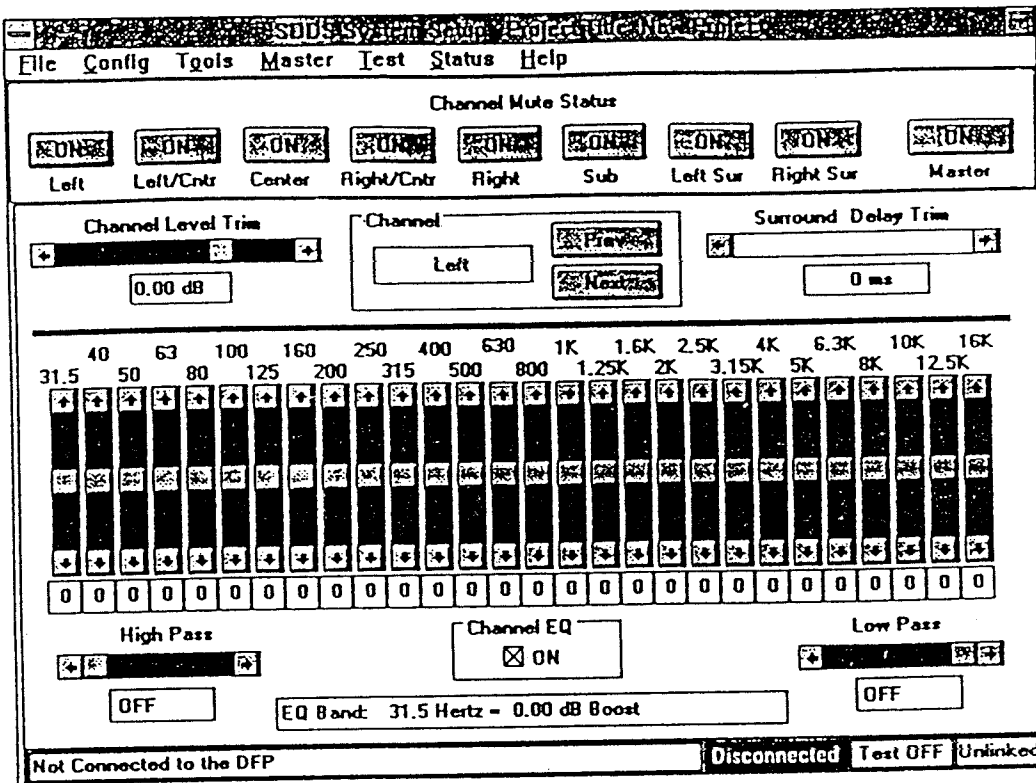 SDDS System Setup - Project Title: New Project
File Config Tools Master Test Status Help
Channel Mute Status
ON ON ON ON ON ON ON ON ON
Left Left/Cntr Center Right/Cntr Right Sub Left Sur Right Sur Master
Channel Level Trim
0.00 dB
Channel
Left
Prev
Next
Surround Delay Trim
0 ms
40 63 100 160 250 400 630 1K 1.6K 2.5K 4K 6.3K 10K 16K
31.5 50 80 125 200 315 500 800 1.25K 2K 3.15K 5K 8K 12.5K
0 0 0 0 0 0 0 0 0 0 0 0 0 0 0 0 0 0 0 0 0 0 0 0 0 0 0 0
High Pass
OFF
Channel EQ
ON
Low Pass
OFF
EQ Band: 31.5 Hertz = 0.00 dB Boost
Not Connected to the DFP
Disconnected
Test OFF
Unlinked